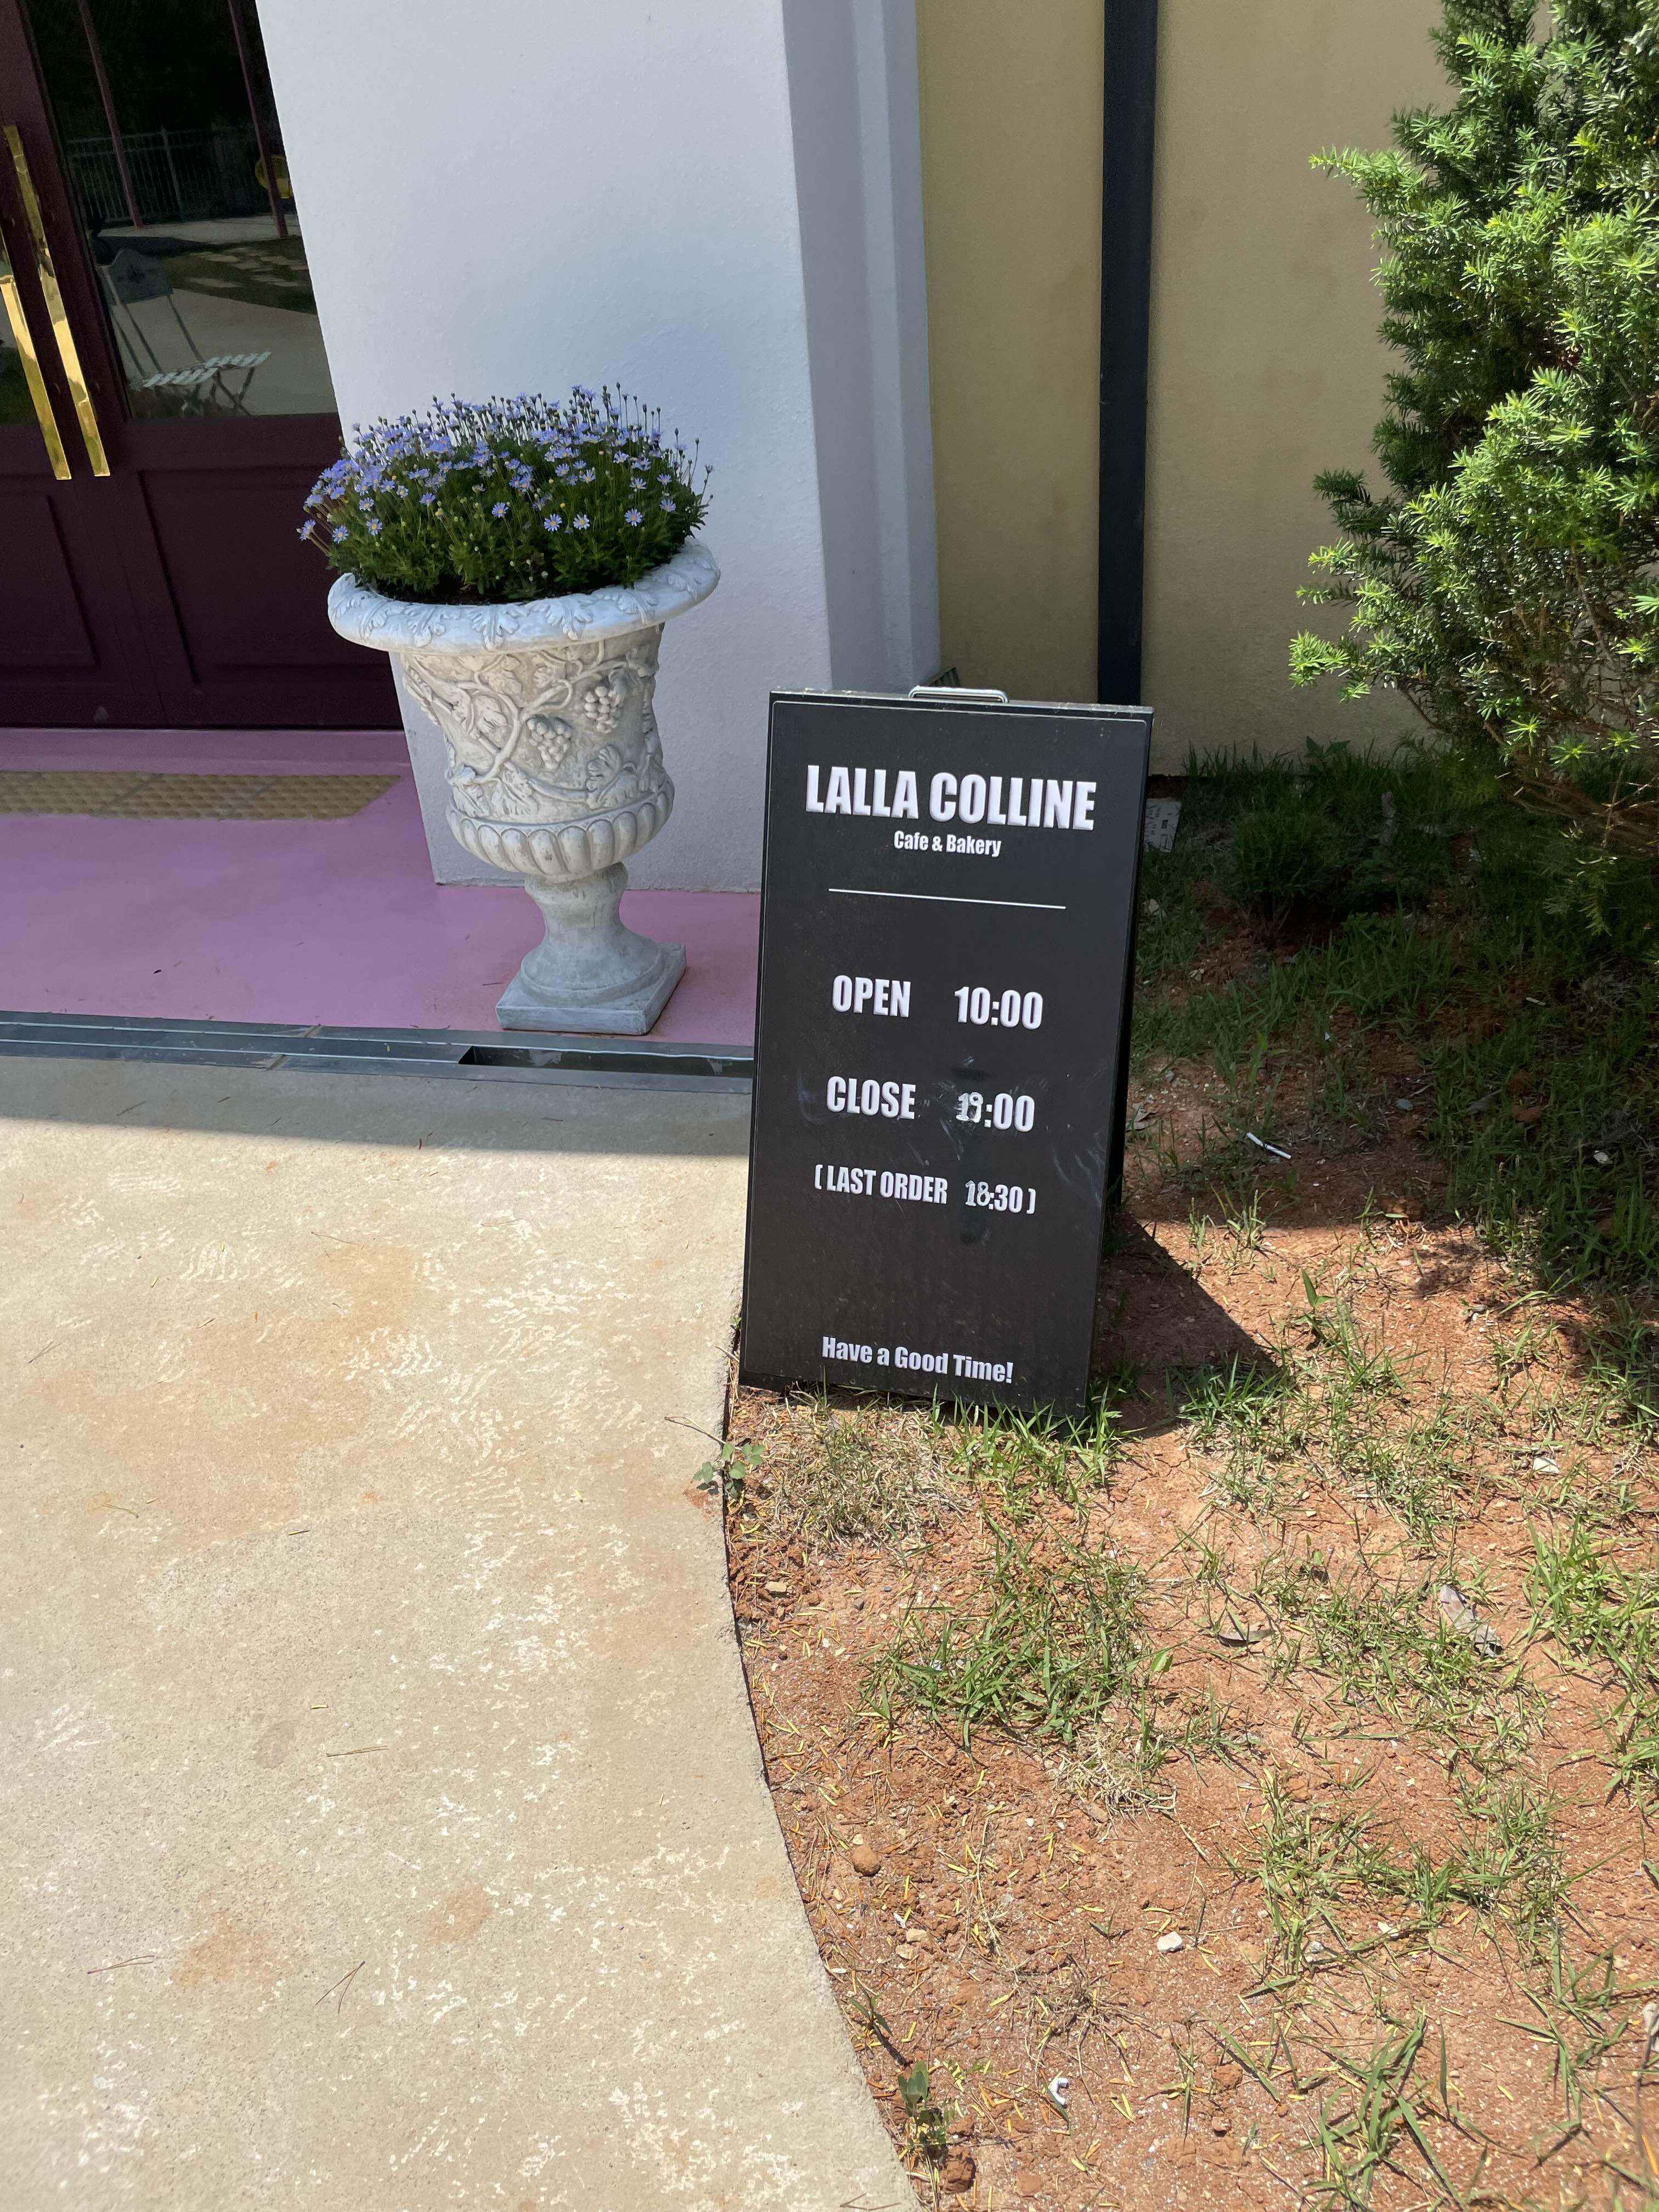 LALLA COLLINE
Cafe & Bakery
OPEN 10:00
CLOSE 19:00
( LAST ORDER 18:30 )
Have a Good Time!